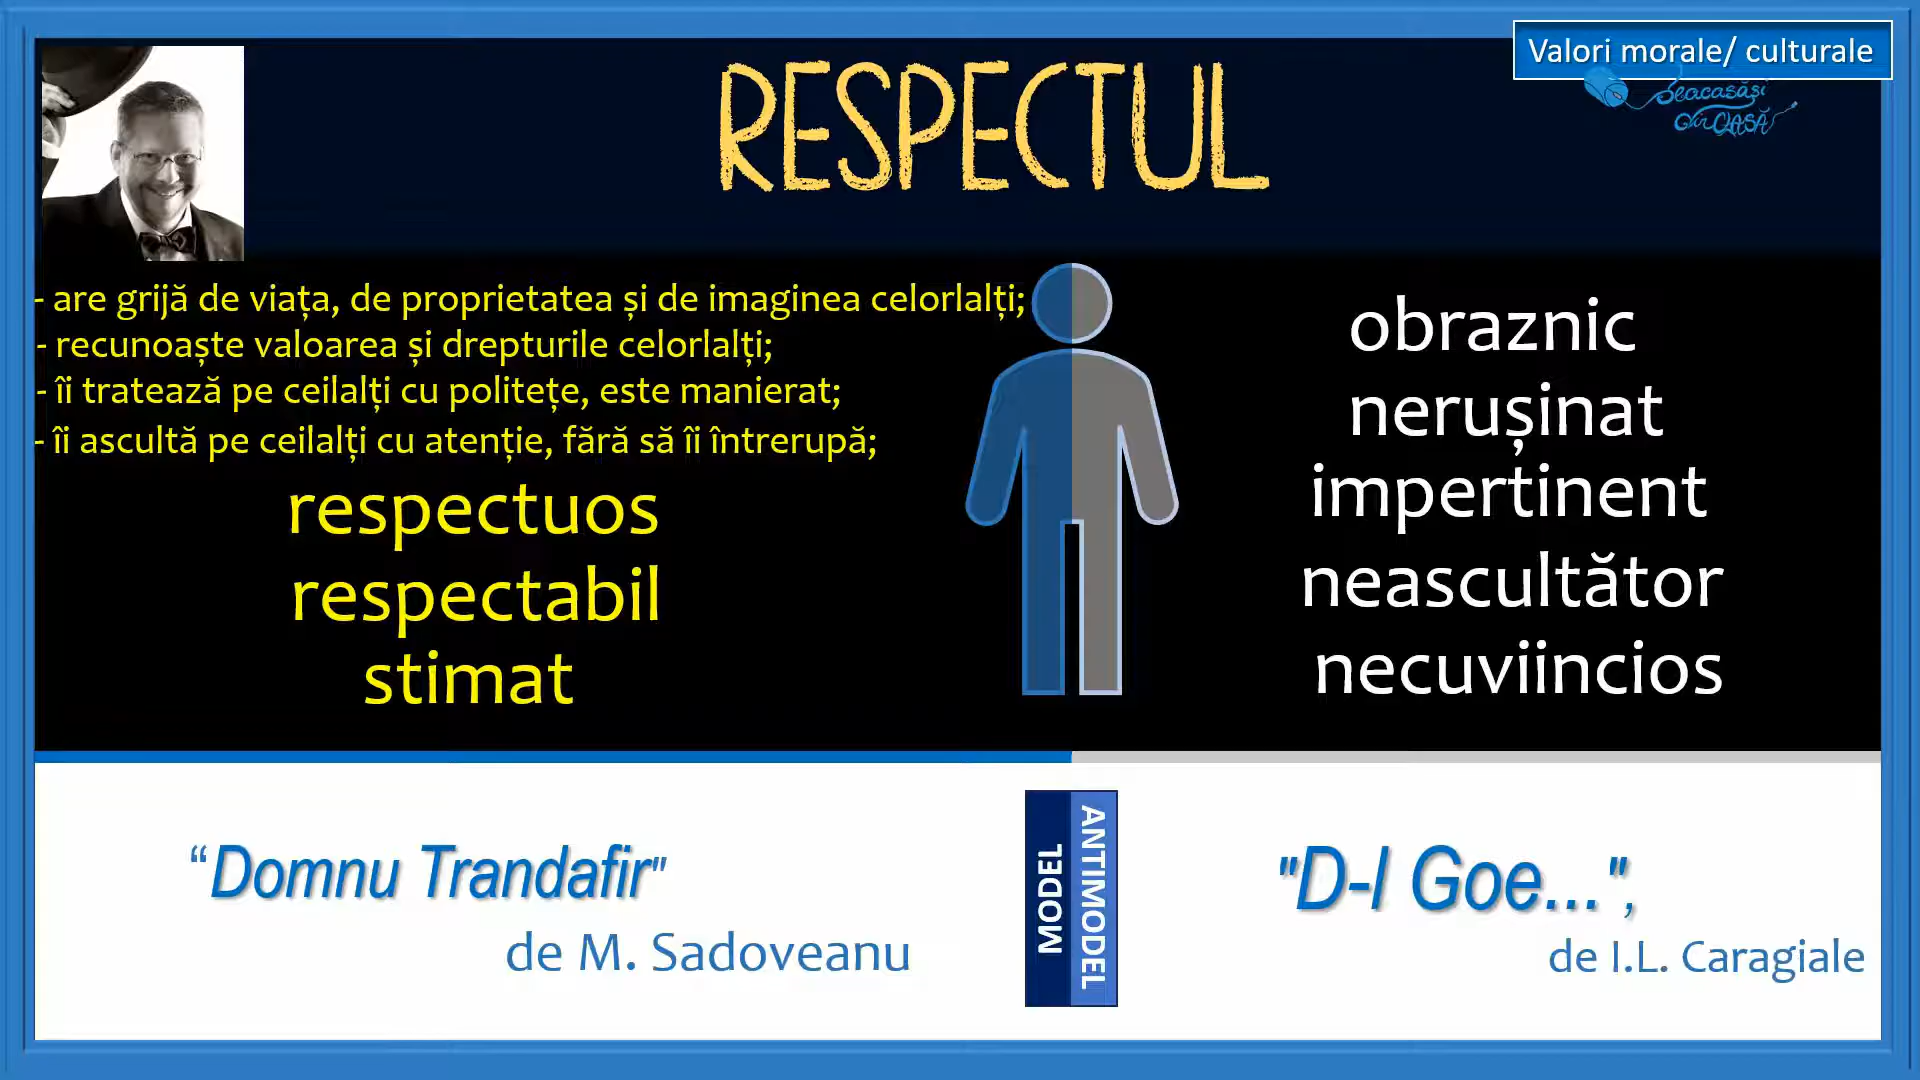 Valori morale/ culturale
RESPECTUL
- are grijă de viața, de proprietatea și de imaginea celorlalți;
- recunoaște valoarea și drepturile celorlalți;
- îi tratează pe ceilalți cu politețe, este manierat;
- îi ascultă pe ceilalți cu atenție, fără să îi întrerupă;
respectuos
respectabil
stimat
obraznic
nerușinat
impertinent
neascultător
necuviincios
“Domnu Trandafir"
de M. Sadoveanu
MODEL
ANTIMODEL
"D-l Goe...",
de I.L. Caragiale